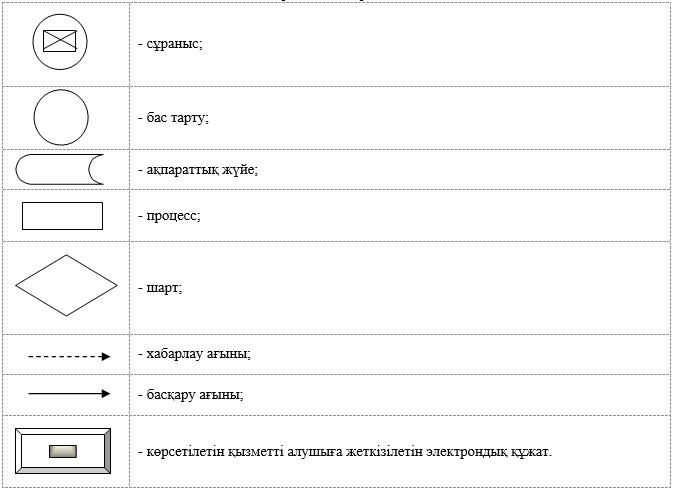 - сұраныс;
- бас тарту;
- ақпараттық жүйе;
- процесс;
- шарт;
- хабарлау ағыны;
- басқару ағыны;
- көрсетілетін қызметті алушыға жеткізілетін электрондық құжат.